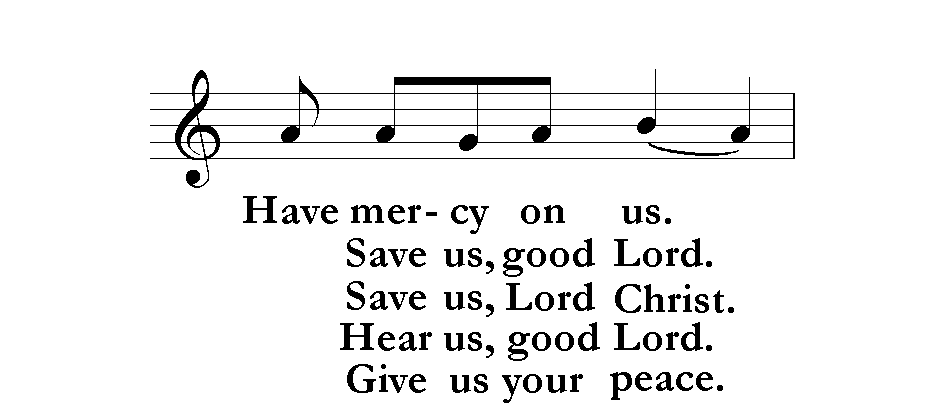 Have mer- cy on us.
Save us, good Lord.
Save us, Lord Christ.
Hear us, good Lord.
Give us your peace.